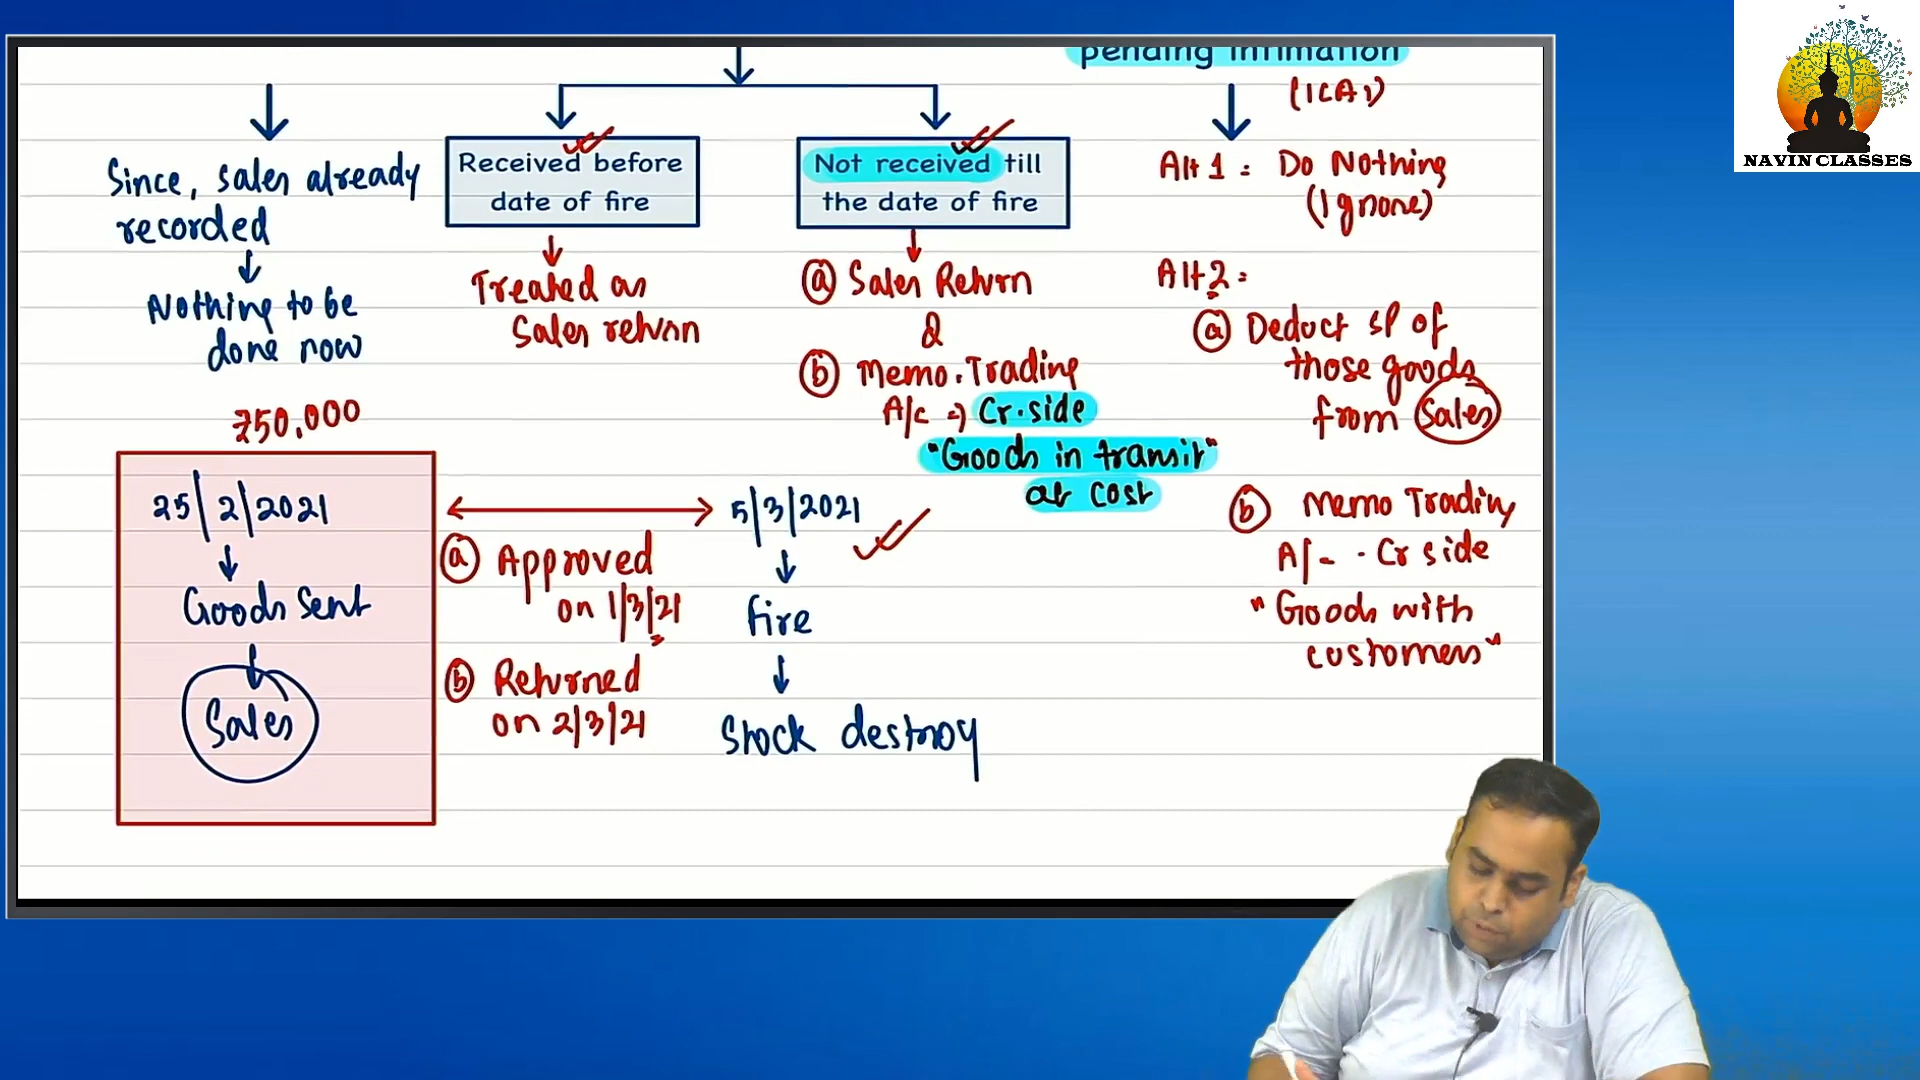 pending intimation
(ICAI)
Since, sales already
recorded
Nothing to be
done now
Received before
date of fire
Treated as
Sales return
Not received till
the date of fire
(a) Sales Return
&
(b) Memo. Trading
A/c => Cr. side
"Goods in transit"
at cost
Alt 1 = Do Nothing
(Ignore)
Alt 2 =
(a) Deduct SP of
those goods
from Sales
(b) Memo Trading
A/- - Cr side
"Goods with
customers"
₹50,000
25/2/2021
Goods Sent
Sales
(a) Approved
on 1/3/21
(b) Returned
on 2/3/21
5/3/2021
fire
Stock destroy
NAVIN CLASSES